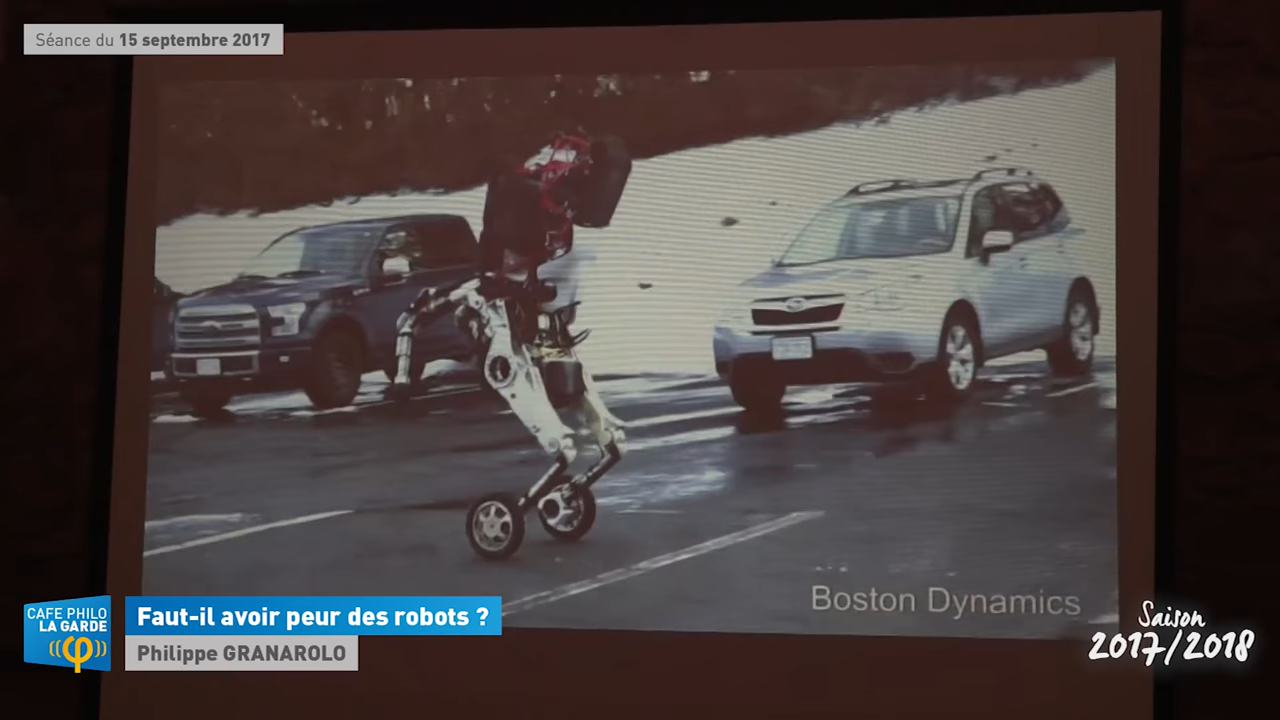 Séance du 15 septembre 2017
Boston Dynamics
CAFE PHILO
LA GARDE
((φ))
Faut-il avoir peur des robots ?
Philippe GRANAROLO
Saison
2017/2018